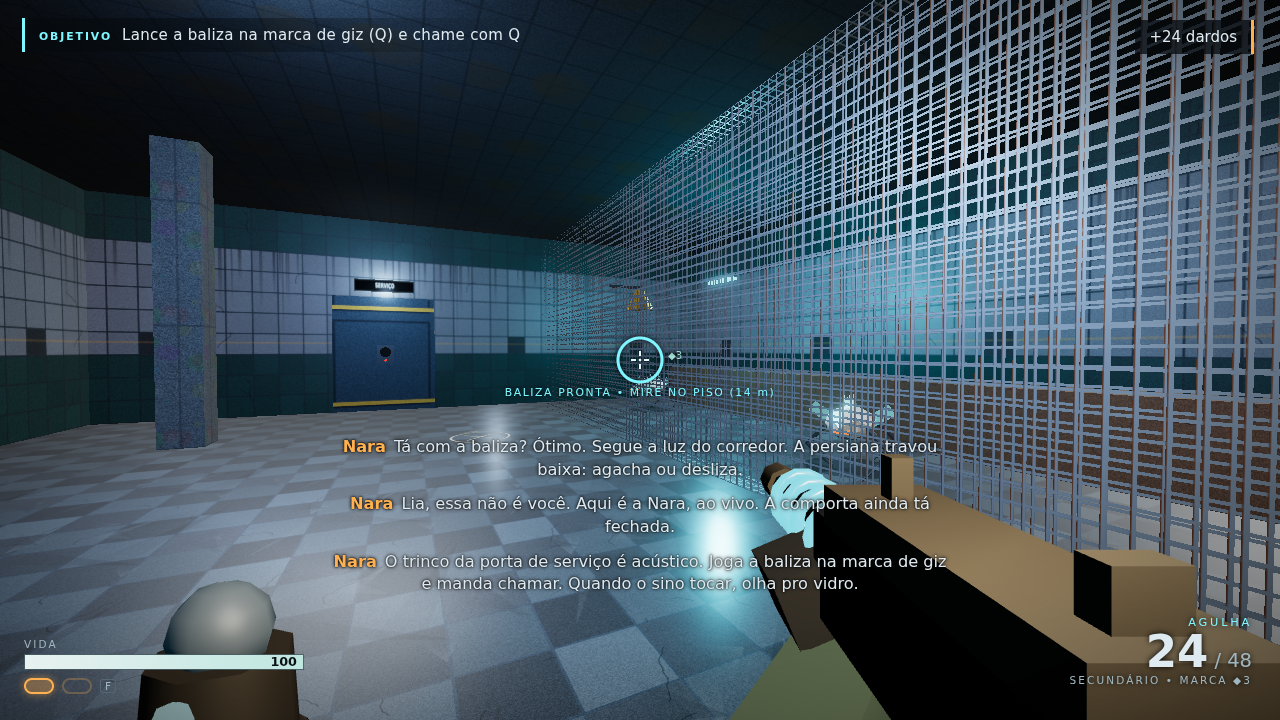 OBJETIVO Lance a baliza na marca de giz (Q) e chame com Q
+24 dardos
SERVIÇO
◆3
BALIZA PRONTA • MIRE NO PISO (14 m)
Nara Tá com a baliza? Ótimo. Segue a luz do corredor. A persiana travou
baixa: agacha ou desliza.
Nara Lia, essa não é você. Aqui é a Nara, ao vivo. A comporta ainda tá
fechada.
Nara O trinco da porta de serviço é acústico. Joga a baliza na marca de giz
e manda chamar. Quando o sino tocar, olha pro vidro.
VIDA
100
F
AGULHA
24 / 48
SECUNDÁRIO • MARCA ◆3